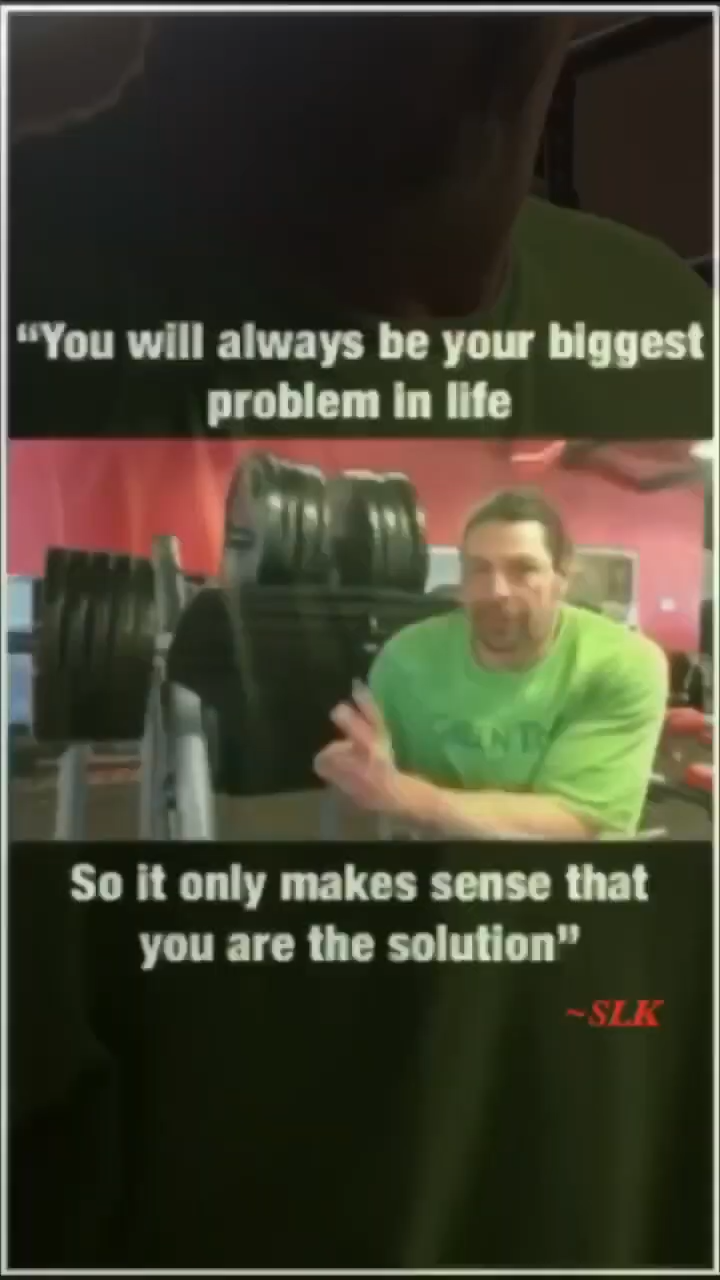 “You will always be your biggest
problem in life
So it only makes sense that
you are the solution”
~SLK